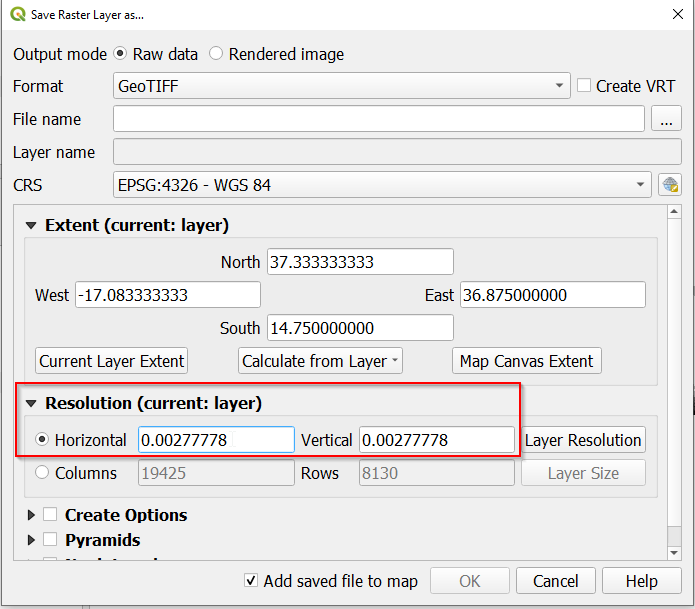 Save Raster Layer as...
Output mode Raw data Rendered image
Format GeoTIFF Create VRT
File name ...
Layer name
CRS EPSG:4326 - WGS 84
Extent (current: layer)
North 37.333333333
West -17.083333333 East 36.875000000
South 14.750000000
Current Layer Extent Calculate from Layer Map Canvas Extent
Resolution (current: layer)
Horizontal 0.00277778 Vertical 0.00277778 Layer Resolution
Columns 19425 Rows 8130 Layer Size
Create Options
Pyramids
Add saved file to map OK Cancel Help